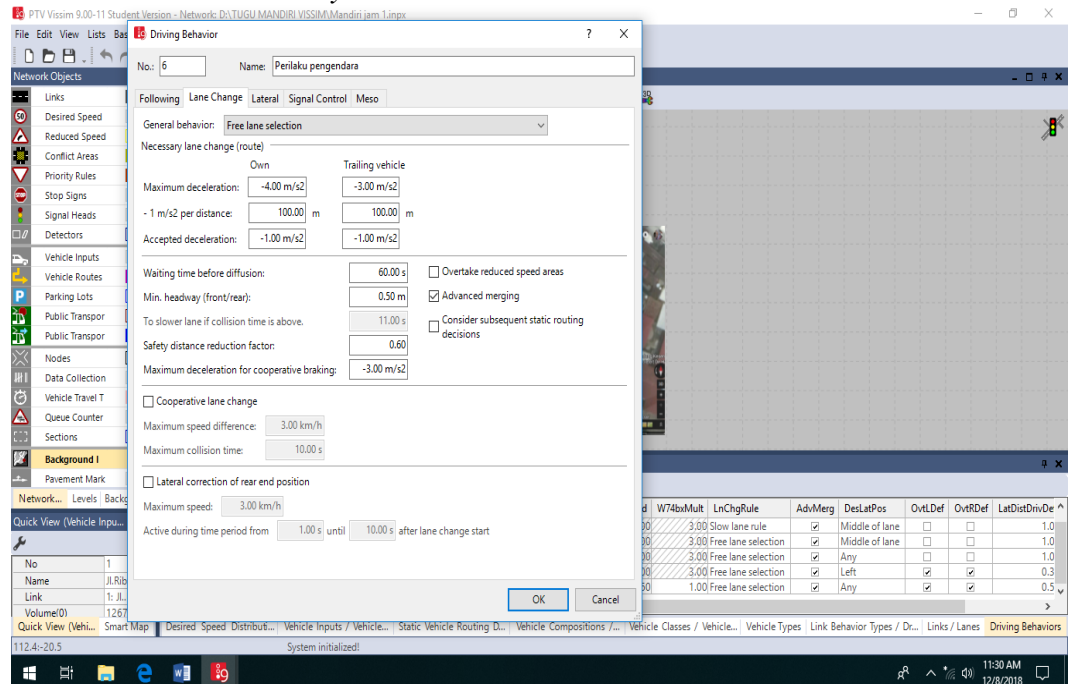 PTV Vissim 9.00-11 Student Version - Network: D:\TUGU MANDIRI VISSIM\Mandiri jam 1.inpx
File Edit View Lists Bas
Network Objects
Links
Desired Speed
Reduced Speed
Conflict Areas
Priority Rules
Stop Signs
Signal Heads
Detectors
Vehicle Inputs
Vehicle Routes
Parking Lots
Public Transpor
Public Transpor
Nodes
Data Collection
Vehicle Travel T
Queue Counter
Sections
Background I
Pavement Mark
Network... Levels Backg
Quick View (Vehicle Inpu...
No 1
Name Jl.Rib
Link 1: Jl..
Volume(0) 1267
Quick View (Vehi... Smart Map
Driving Behavior ? X
No.: 6 Name: Perilaku pengendara
Following Lane Change Lateral Signal Control Meso
General behavior: Free lane selection
Necessary lane change (route)
Own Trailing vehicle
Maximum deceleration: -4.00 m/s2 -3.00 m/s2
- 1 m/s2 per distance: 100.00 m 100.00 m
Accepted deceleration: -1.00 m/s2 -1.00 m/s2
Waiting time before diffusion: 60.00 s Overtake reduced speed areas
Min. headway (front/rear): 0.50 m Advanced merging
To slower lane if collision time is above. 11.00 s Consider subsequent static routing decisions
Safety distance reduction factor: 0.60
Maximum deceleration for cooperative braking: -3.00 m/s2
Cooperative lane change
Maximum speed difference: 3.00 km/h
Maximum collision time: 10.00 s
Lateral correction of rear end position
Maximum speed: 3.00 km/h
Active during time period from 1.00 s until 10.00 s after lane change start
OK Cancel
d W74bxMult LnChgRule AdvMerg DesLatPos OvtLDef OvtRDef LatDistDrivDe
00 3.00 Slow lane rule Middle of lane 1.0
00 3.00 Free lane selection Middle of lane 1.0
00 3.00 Free lane selection Any 1.0
00 3.00 Free lane selection Left 0.3
50 1.00 Free lane selection Any 0.5
Desired Speed Distributi... Vehicle Inputs / Vehicle... Static Vehicle Routing D... Vehicle Compositions /... Vehicle Classes / Vehicle... Vehicle Types Link Behavior Types / Dr... Links / Lanes Driving Behaviors
112.4:-20.5 System initialized!
11:30 AM
12/8/2018